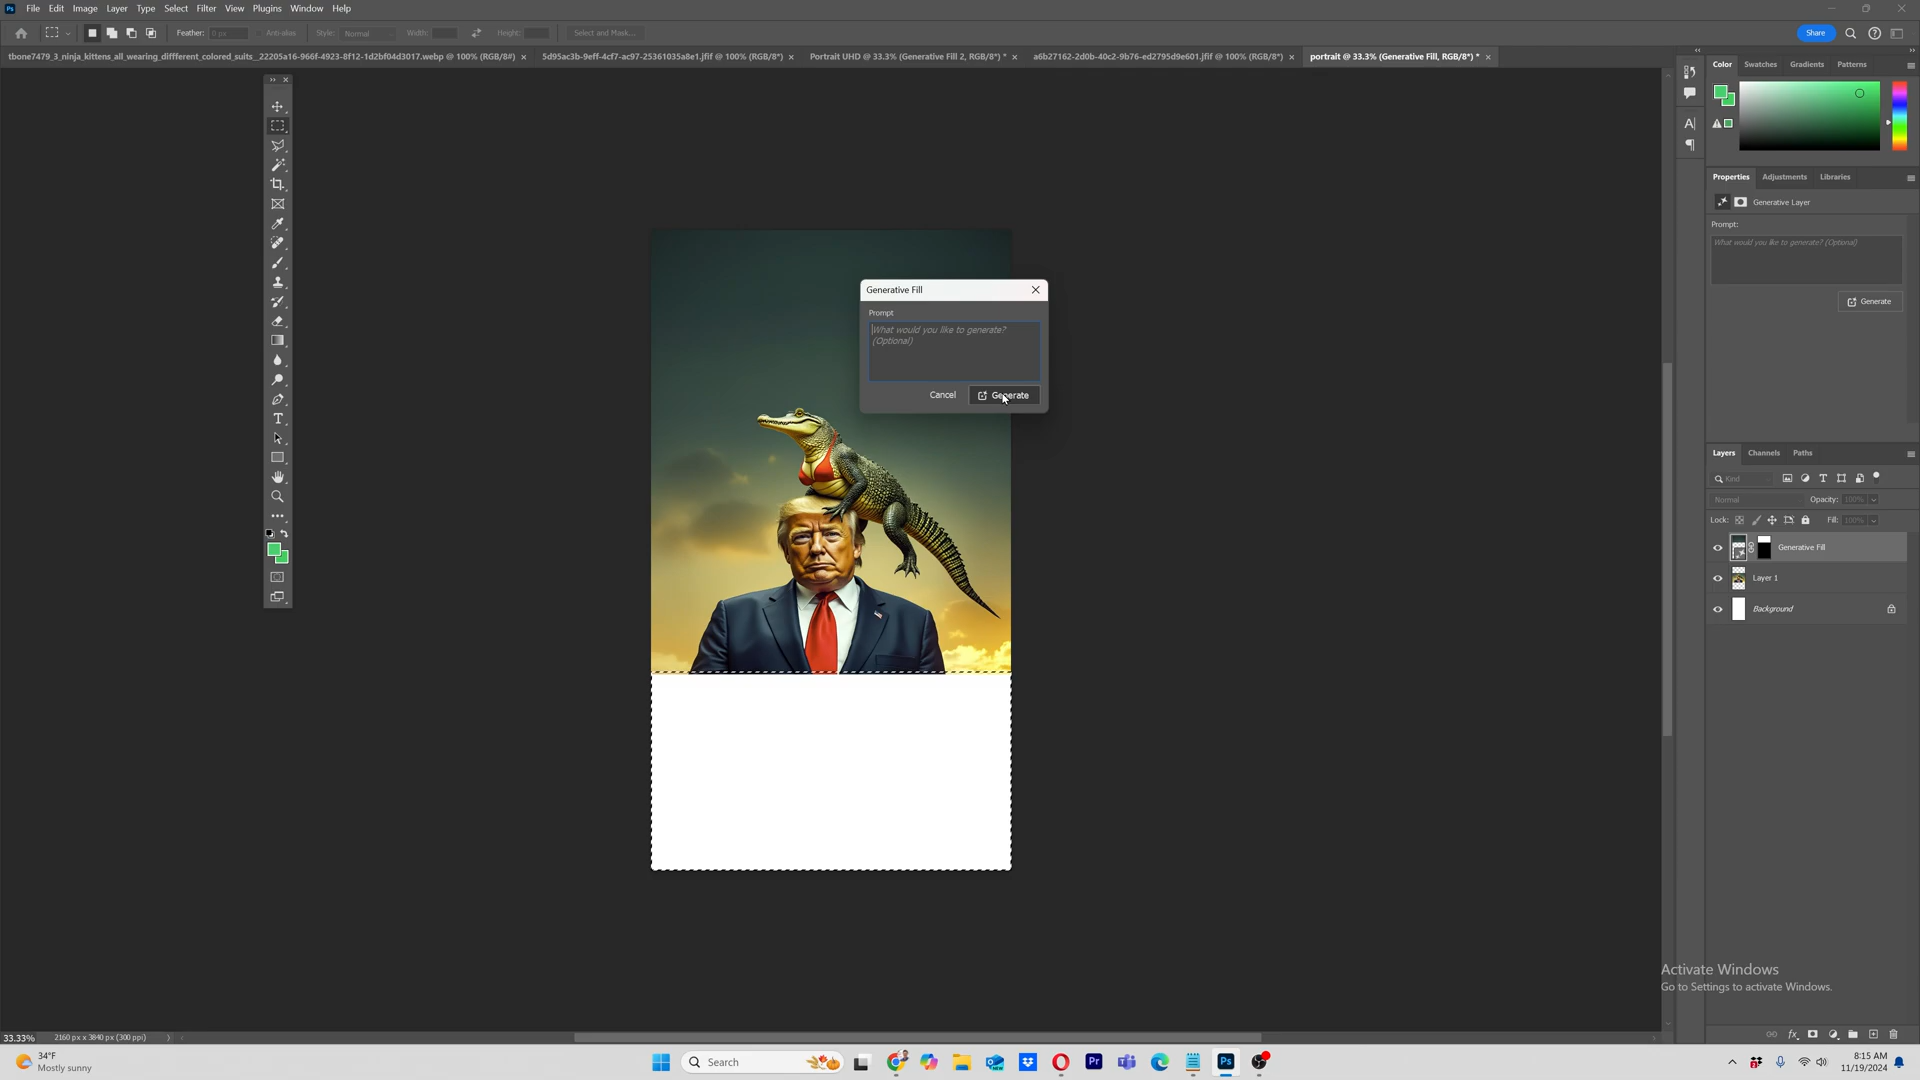 Ps File Edit Image Layer Type Select Filter View Plugins Window Help
Feather: 0 px Anti-alias Style: Normal Width: Height: Select and Mask... Share
tbone7479_3_ninja_kittens_all_wearing_diffferent_colored_suits_22205a16-966f-4923-8f12-1d2bf04d3017.webp @ 100% (RGB/8#) × 5d95ac3b-9eff-4cf7-ac97-25361035a8e1.jfif @ 100% (RGB/8*) × Portrait UHD @ 33.3% (Generative Fill 2, RGB/8*) * × a6b27162-2d0b-40c2-9b76-ed2795d9e601.jfif @ 100% (RGB/8*) × portrait @ 33.3% (Generative Fill, RGB/8*) * ×
Color Swatches Gradients Patterns
Properties Adjustments Libraries
Generative Layer
Prompt:
What would you like to generate? (Optional)
Generate
Generative Fill
Prompt
What would you like to generate?
(Optional)
Cancel Generate
Layers Channels Paths
Kind
Normal Opacity: 100%
Lock: Fill: 100%
Generative Fill
Layer 1
Background
Activate Windows
Go to Settings to activate Windows.
33.33% 2160 px x 3840 px (300 ppi)
34°F
Mostly sunny
Search
Pr
Ps
8:15 AM
11/19/2024